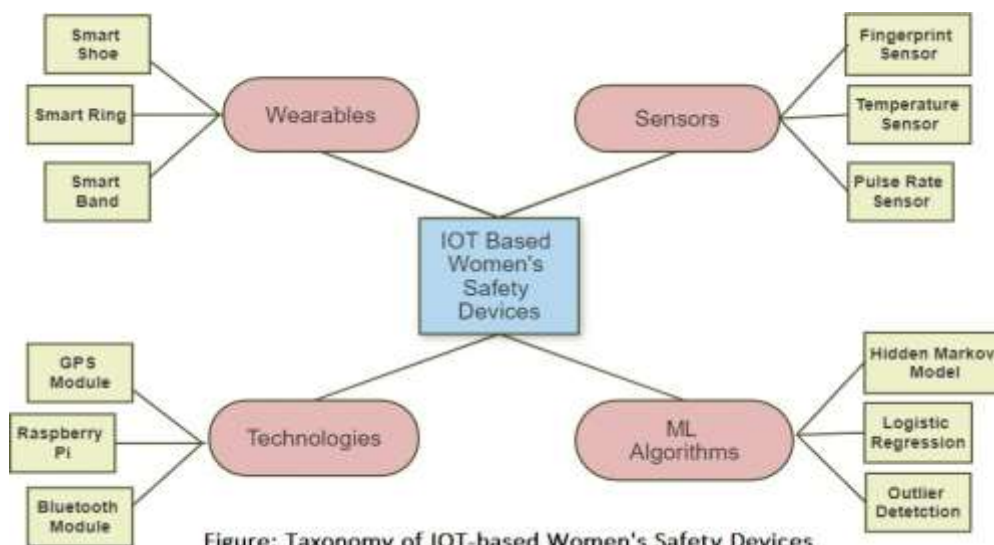 Smart
Shoe
Smart Ring
Smart
Band
Wearables
Sensors
Fingerprint
Sensor
Temperature
Sensor
Pulse Rate
Sensor
IOT Based
Women's
Safety
Devices
GPS
Module
Raspberry
Pi
Bluetooth
Module
Technologies
ML
Algorithms
Hidden Markov
Model
Logistic
Regression
Outlier
Detetction
Figure: Taxonomy of IOT-based Women's Safety Devices